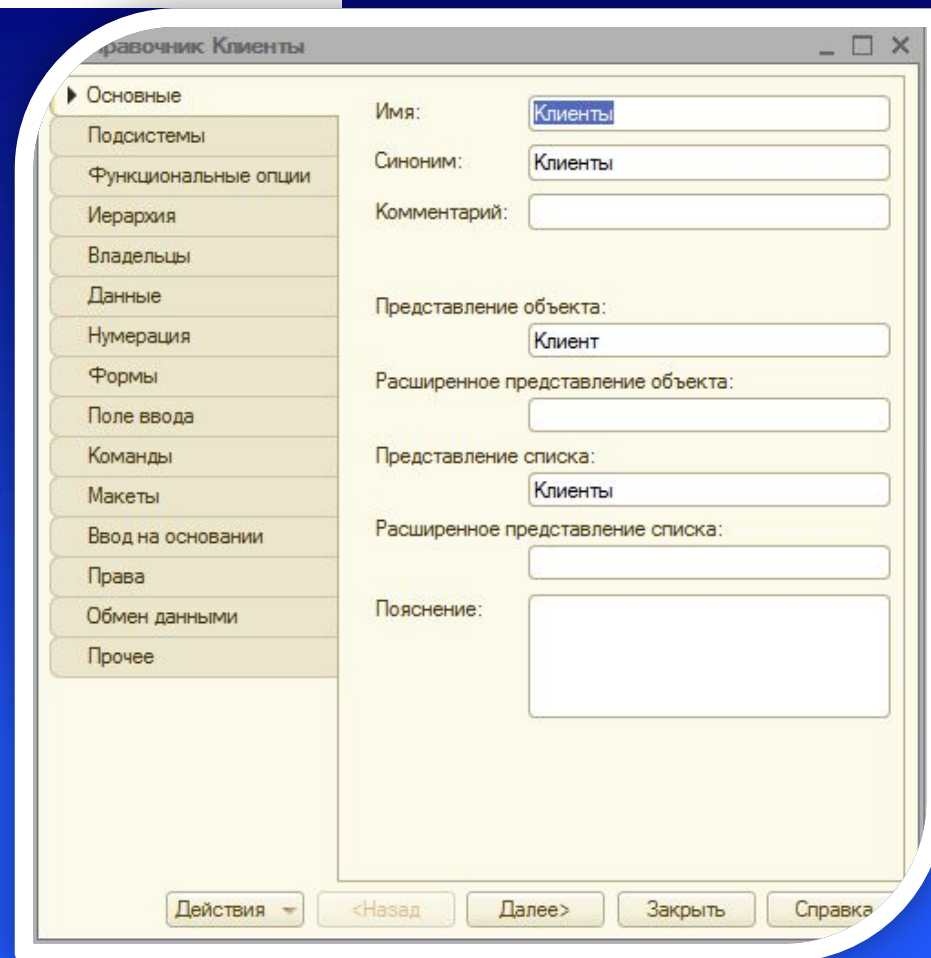 правочник Клиенты
Основные
Подсистемы
Функциональные опции
Иерархия
Владельцы
Данные
Нумерация
Формы
Поле ввода
Команды
Макеты
Ввод на основании
Права
Обмен данными
Прочее
Имя: Клиенты
Синоним: Клиенты
Комментарий:
Представление объекта:
Клиент
Расширенное представление объекта:
Представление списка:
Клиенты
Расширенное представление списка:
Пояснение:
Действия <Назад Далее> Закрыть Справка